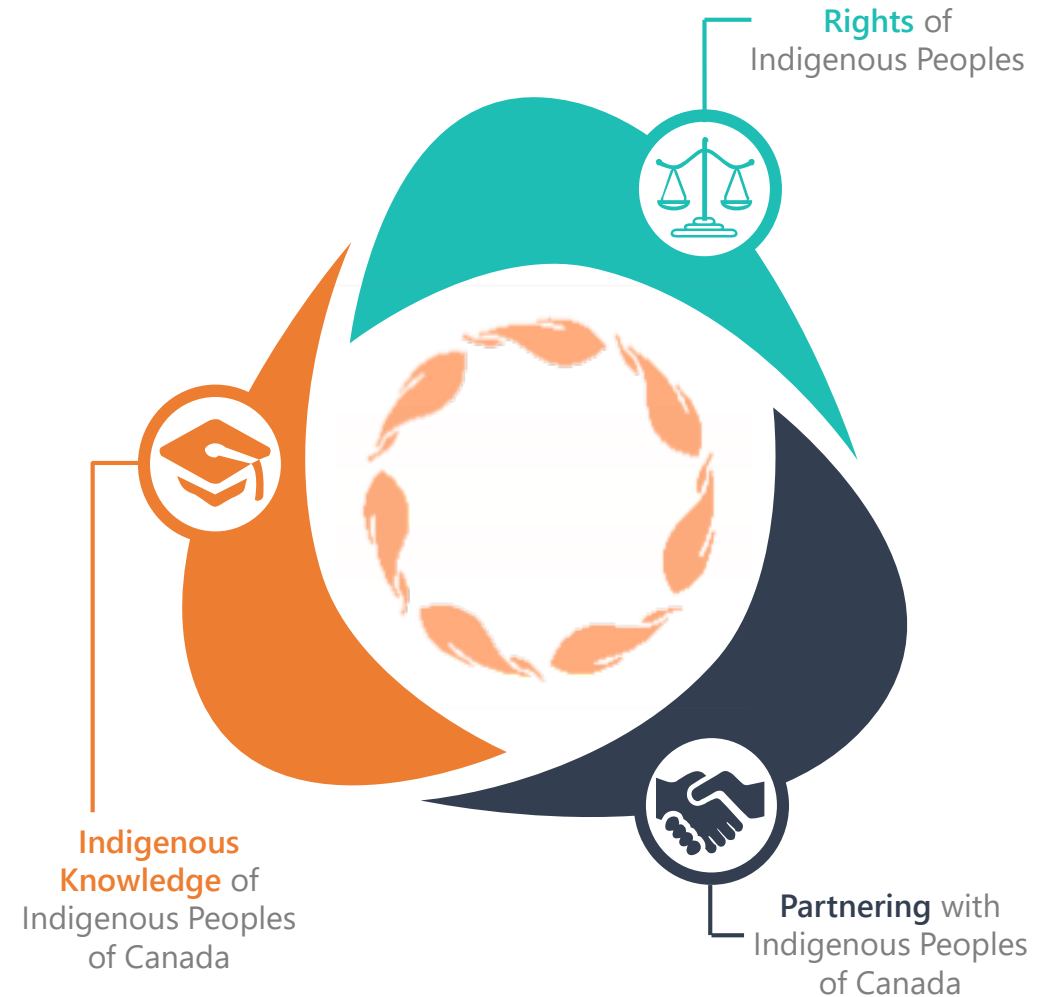 Rights of
Indigenous Peoples
Indigenous
Knowledge of
Indigenous Peoples
of Canada
Partnering with
Indigenous Peoples
of Canada